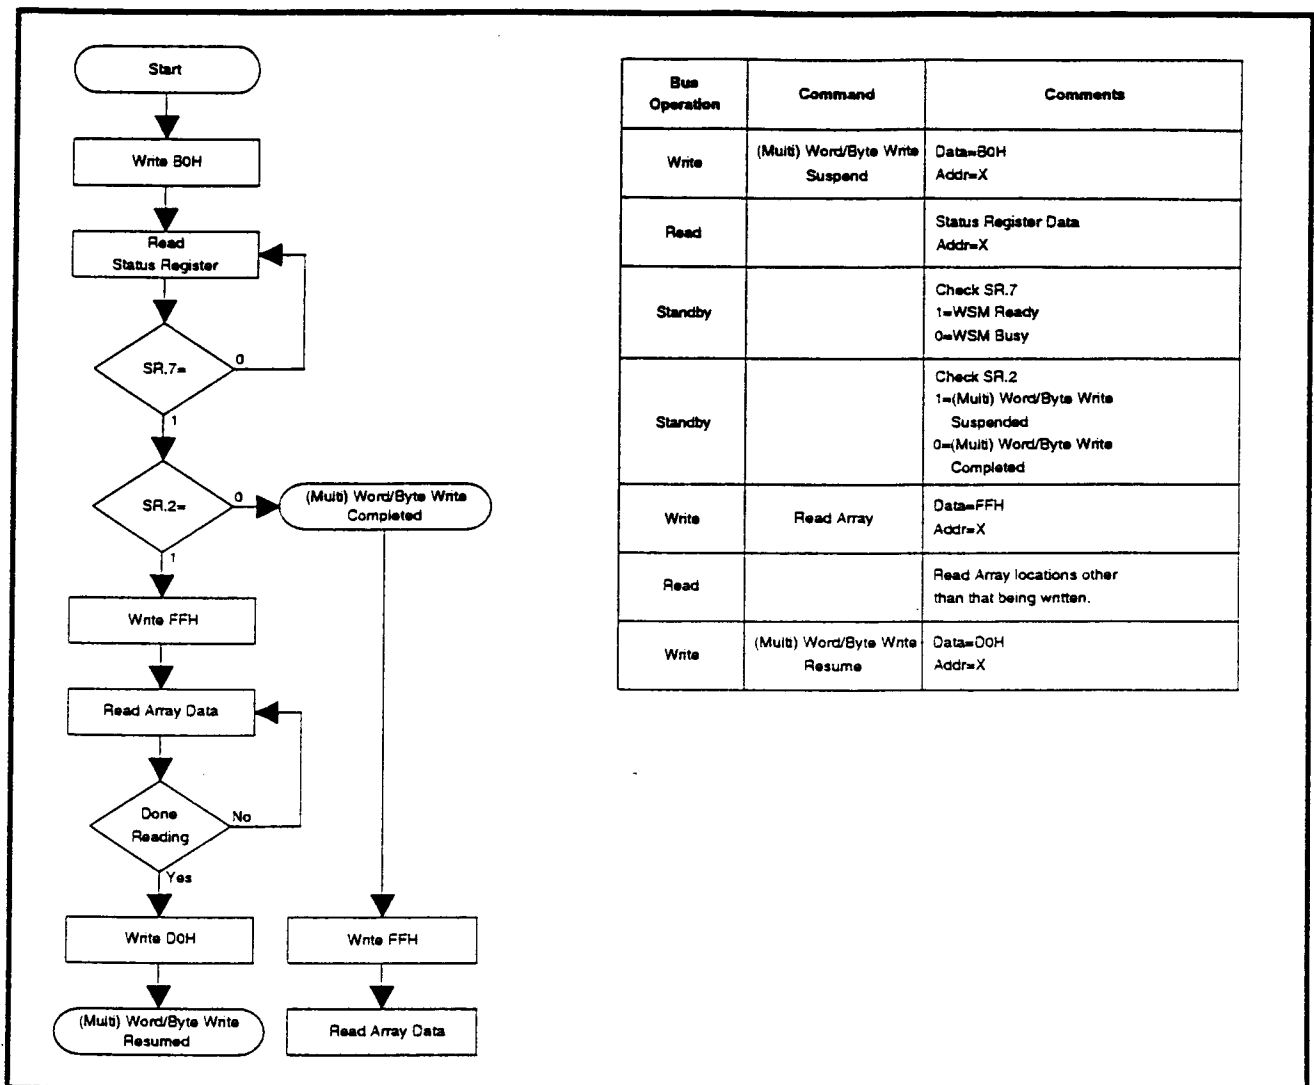 Start
Write B0H
Read
Status Register
SR.7=
0
1
SR.2=
0
1
(Multi) Word/Byte Write
Completed
Write FFH
Read Array Data
Done
Reading
No
Yes
Write D0H
(Multi) Word/Byte Write
Resumed
Write FFH
Read Array Data
Bus
Operation
Command
Comments
Write
(Multi) Word/Byte Write
Suspend
Data=B0H
Addr=X
Read
Status Register Data
Addr=X
Standby
Check SR.7
1=WSM Ready
0=WSM Busy
Standby
Check SR.2
1=(Multi) Word/Byte Write
Suspended
0=(Multi) Word/Byte Write
Completed
Write
Read Array
Data=FFH
Addr=X
Read
Read Array locations other
than that being written.
Write
(Multi) Word/Byte Write
Resume
Data=D0H
Addr=X